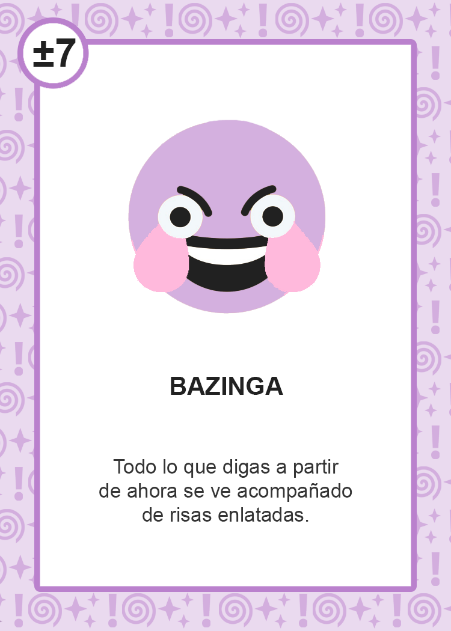 ±7
BAZINGA
Todo lo que digas a partir
de ahora se ve acompañado
de risas enlatadas.